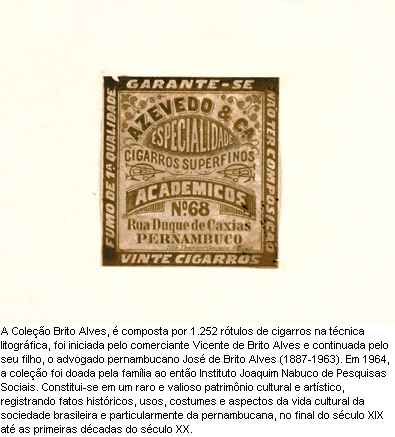 GARANTE-SE
FUMO DE 1ª QUALIDADE
NÃO TER COMPOSIÇÃO
AZEVEDO & Cª
ESPECIALIDADE
CIGARROS SUPERFINOS
ACADEMICOS
Nº 68
Rua Duque de Caxias
PERNAMBUCO
VINTE CIGARROS
A Coleção Brito Alves, é composta por 1.252 rótulos de cigarros na técnica
litográfica, foi iniciada pelo comerciante Vicente de Brito Alves e continuada pelo
seu filho, o advogado pernambucano José de Brito Alves (1887-1963). Em 1964,
a coleção foi doada pela família ao então Instituto Joaquim Nabuco de Pesquisas
Sociais. Constitui-se em um raro e valioso patrimônio cultural e artístico,
registrando fatos históricos, usos, costumes e aspectos da vida cultural da
sociedade brasileira e particularmente da pernambucana, no final do século XIX
até as primeiras décadas do século XX.